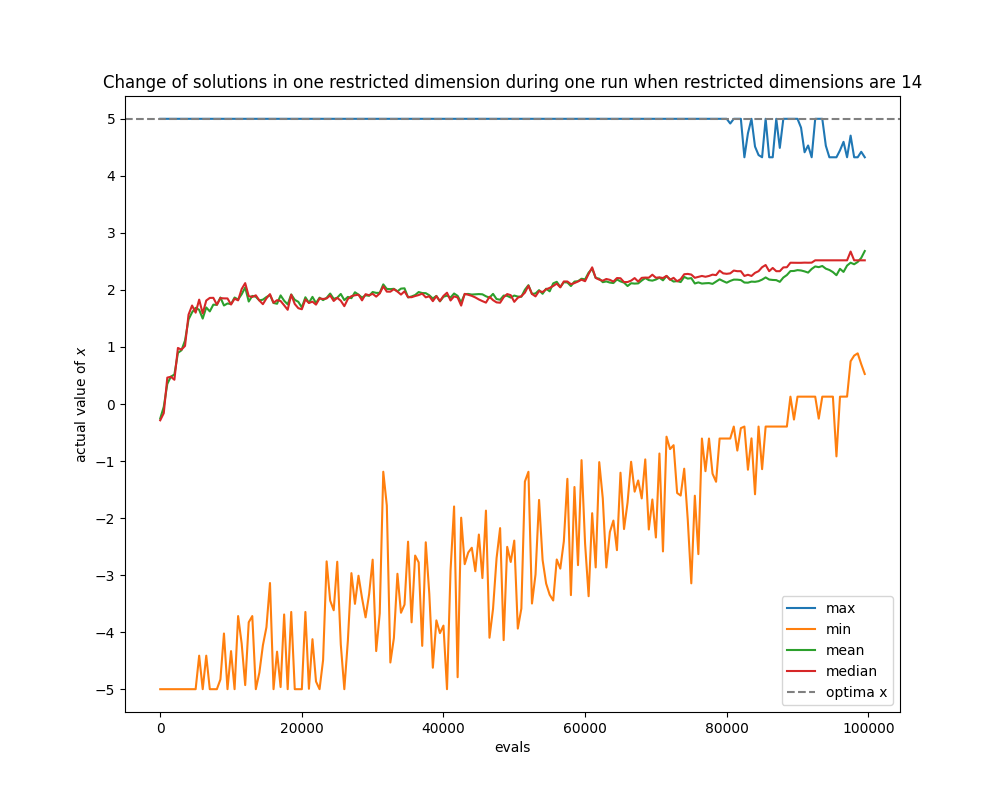 Change of solutions in one restricted dimension during one run when restricted dimensions are 14
5
4
3
2
1
0
−1
−2
−3
−4
−5
actual value of x
0 20000 40000 60000 80000 100000
evals
max
min
mean
median
optima x